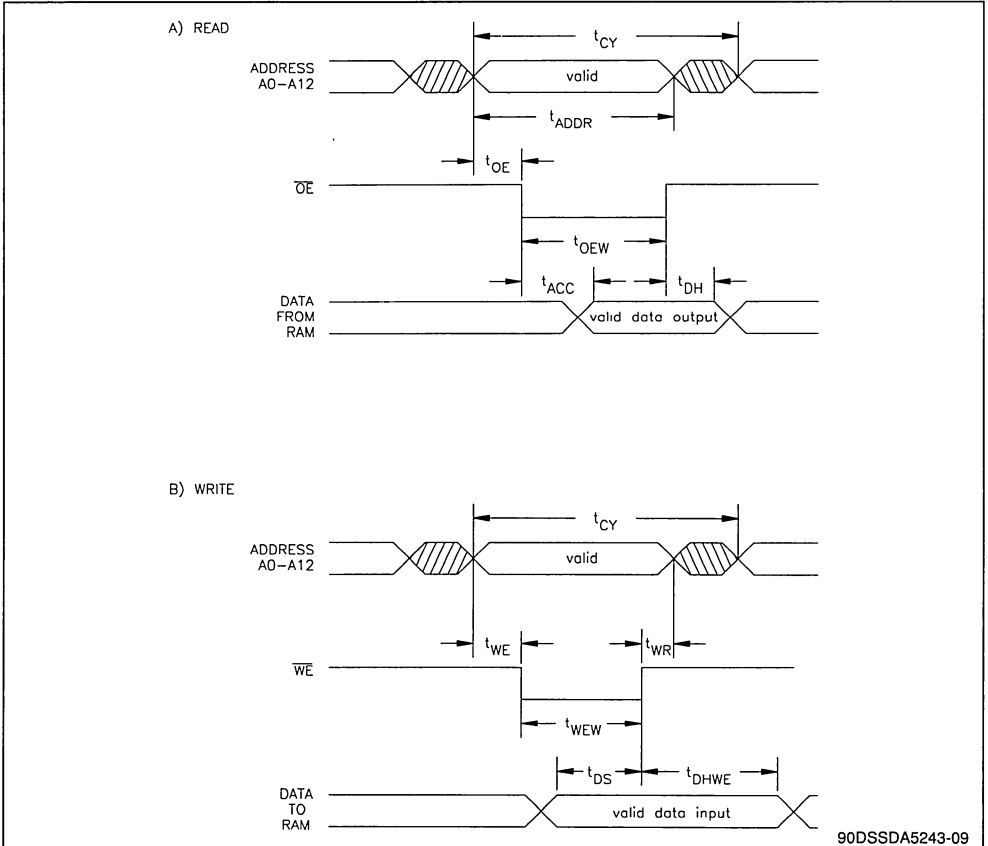 A) READ
t_CY
ADDRESS
A0–A12
valid
t_ADDR
t_OE
OE
t_OEW
t_ACC
t_DH
DATA
FROM
RAM
valid data output
B) WRITE
t_CY
ADDRESS
A0–A12
valid
t_WE
t_WR
WE
t_WEW
t_DS
t_DHWE
DATA
TO
RAM
valid data input
90DSSDA5243-09